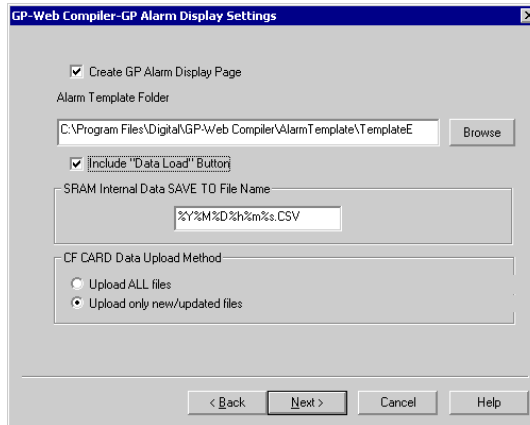 GP-Web Compiler-GP Alarm Display Settings
Create GP Alarm Display Page
Alarm Template Folder
C:\Program Files\Digital\GP-Web Compiler\AlarmTemplate\TemplateE
Browse
Include "Data Load" Button
SRAM Internal Data SAVE TO File Name
%Y%M%D%h%m%s.CSV
CF CARD Data Upload Method
Upload ALL files
Upload only new/updated files
< Back
Next >
Cancel
Help